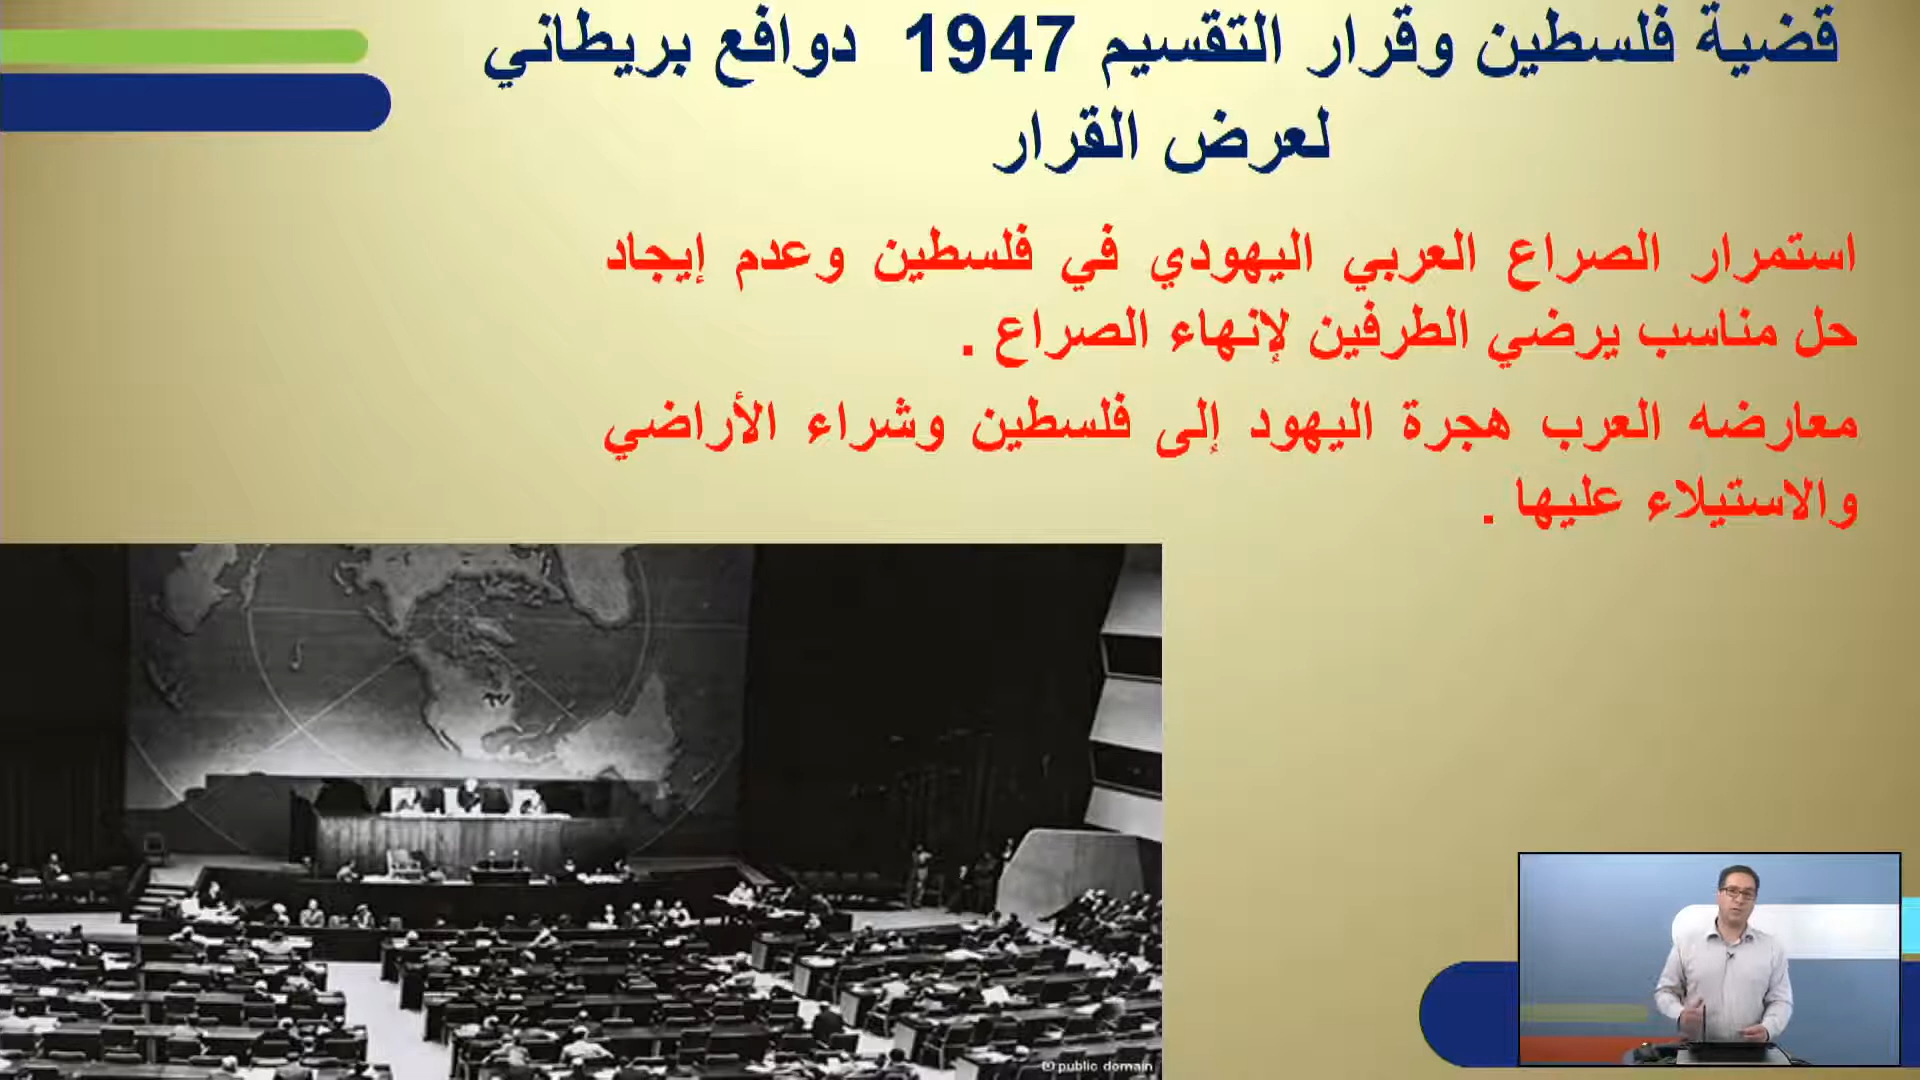 قضية فلسطين وقرار التقسيم 1947 دوافع بريطاني
لعرض القرار
استمرار الصراع العربي اليهودي في فلسطين وعدم إيجاد
حل مناسب يرضي الطرفين لإنهاء الصراع .
معارضه العرب هجرة اليهود إلى فلسطين وشراء الأراضي
والاستيلاء عليها .
public domain